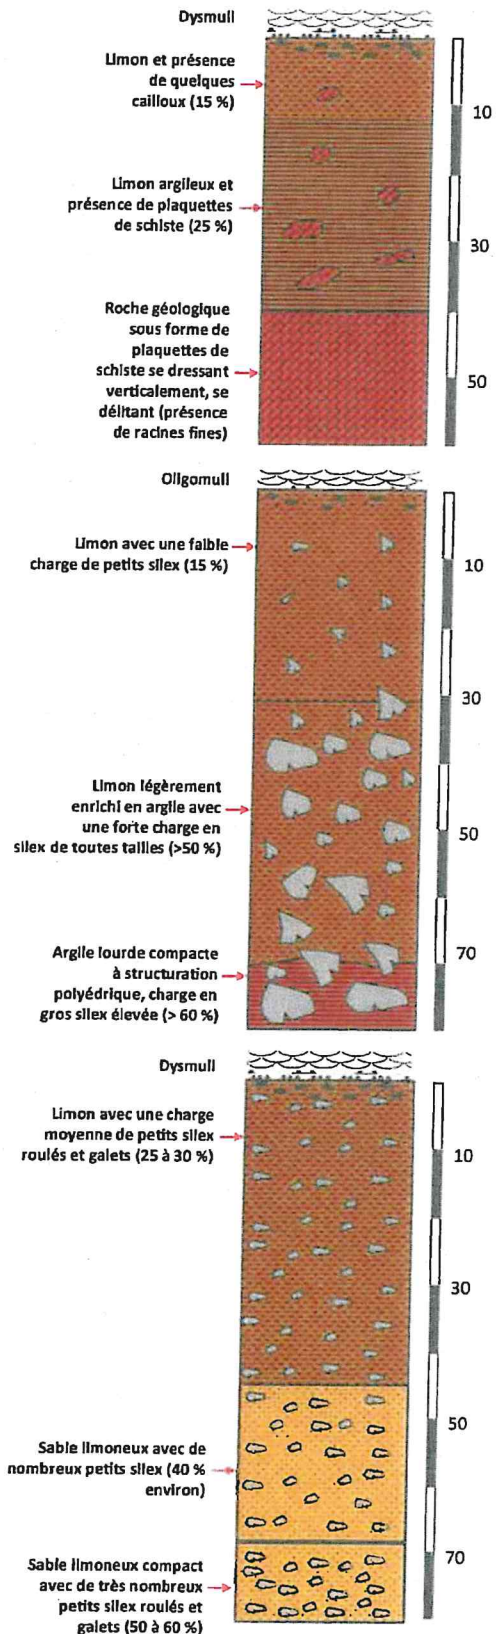 Dysmull
Limon et présence
de quelques
cailloux (15 %)
10
Limon argileux et
présence de plaquettes
de schiste (25 %)
30
Roche géologique
sous forme de
plaquettes de
schiste se dressant
verticalement, se
délitant (présence
de racines fines)
50
Oligomull
Limon avec une faible
charge de petits silex (15 %)
10
30
Limon légèrement
enrichi en argile avec
une forte charge en
silex de toutes tailles (>50 %)
50
70
Argile lourde compacte
à structuration
polyédrique, charge en
gros silex élevée (> 60 %)
Dysmull
Limon avec une charge
moyenne de petits silex
roulés et galets (25 à 30 %)
10
30
50
Sable limoneux avec de
nombreux petits silex (40 %
environ)
70
Sable limoneux compact
avec de très nombreux
petits silex roulés et
galets (50 à 60 %)